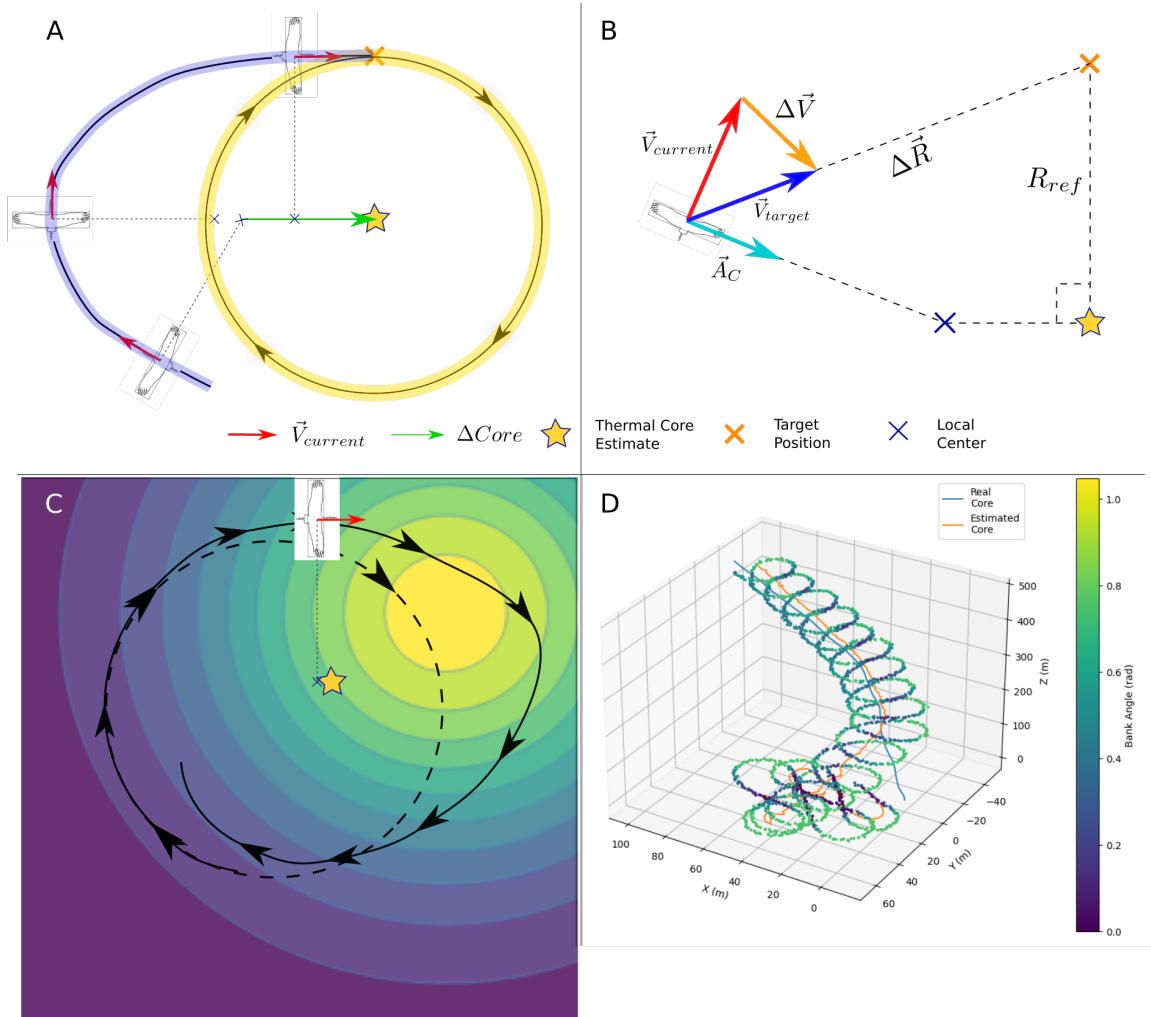 A
B
ΔV⃗
V⃗current
ΔR⃗
Rref
V⃗target
A⃗C
V⃗current
ΔCore
Thermal Core
Estimate
Target
Position
Local
Center
C
D
Real
Core
Estimated
Core
1.0
0.8
0.6
0.4
0.2
0.0
Bank Angle (rad)
500
400
300
200
100
0
Z (m)
−40
−20
0
20
40
60
Y (m)
100
80
60
40
20
0
X (m)